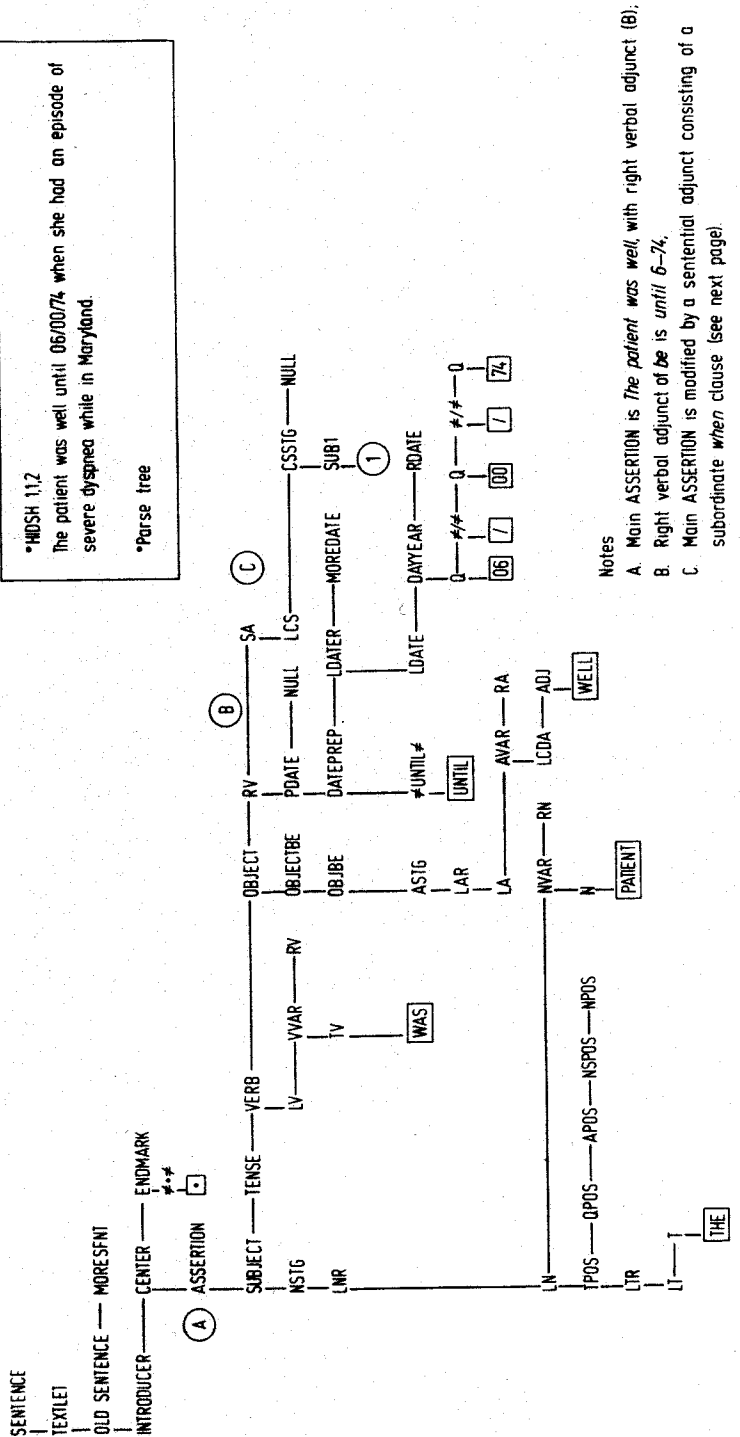 *HIDSH 1.1.2
The patient was well until 06/00/74 when she had an episode of
severe dyspnea while in Maryland.
*Parse tree
SENTENCE
TEXTLET
OLD SENTENCE — MORESENT
INTRODUCER — CENTER — ENDMARK
≠•≠
•
A
ASSERTION
B
C
SUBJECT — TENSE — VERB — OBJECT — RV — SA
NSTG
LV — VVAR — RV
OBJECTBE
PDATE — NULL
LCS — CSSTG — NULL
LNR
TV
OBJBE
DATEPREP — LDATER — MOREDATE
SUB1
WAS
ASTG
≠UNTIL≠
1
UNTIL
LDATE — DAYYEAR — RDATE
LAR
Q — ≠/≠ — Q — ≠/≠ — Q
06 / 00 / 74
LA — AVAR — RA
LCDA — ADJ
WELL
LN — NVAR — RN
N
PATIENT
TPOS — QPOS — APOS — NSPOS — NPOS
LTR
LT — T
THE
Notes
A. Main ASSERTION is The patient was well, with right verbal adjunct (B);
B. Right verbal adjunct of be is until 6–74,
C. Main ASSERTION is modified by a sentential adjunct consisting of a
subordinate when clause (see next page).